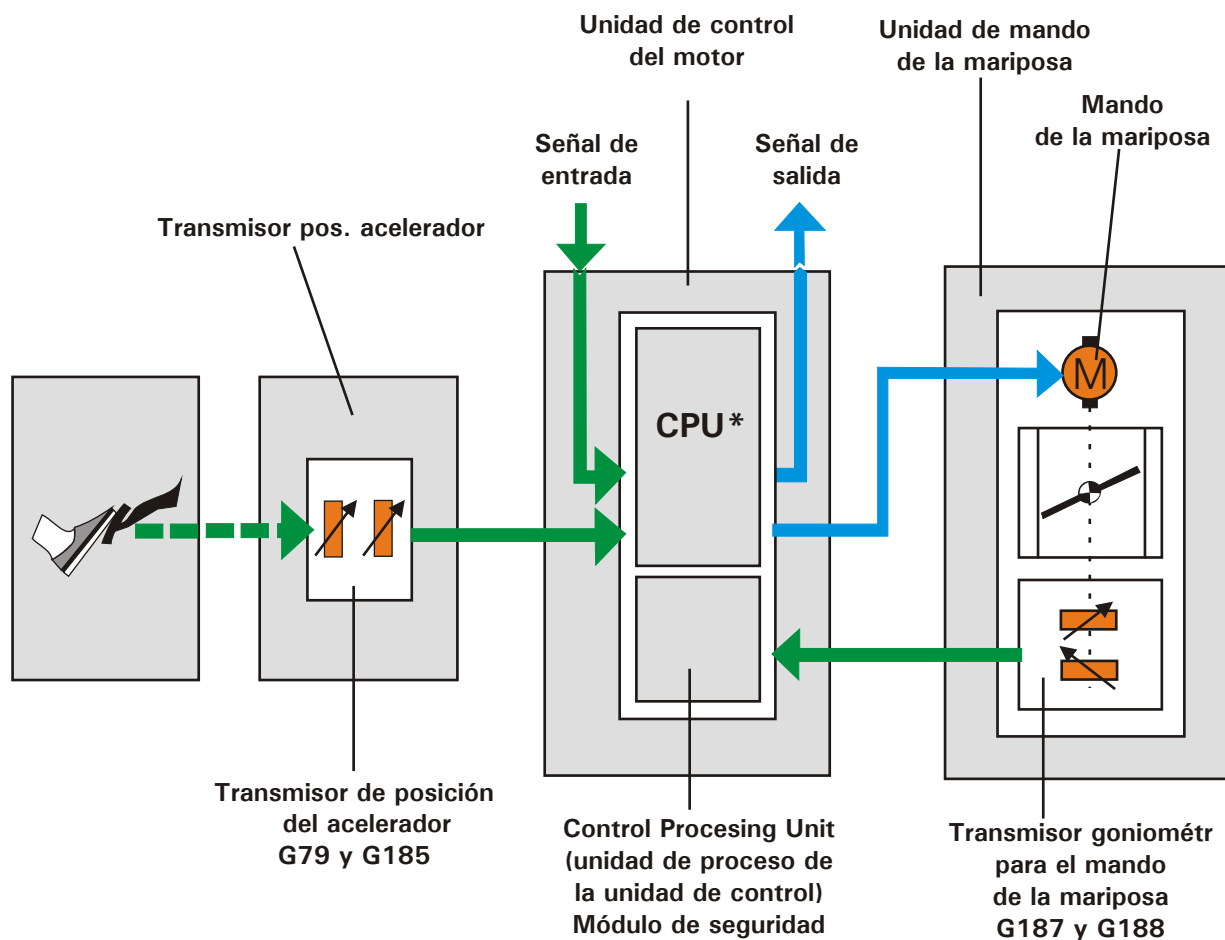 Unidad de control
del motor
Unidad de mando
de la mariposa
Mando
de la mariposa
Señal de
entrada
Señal de
salida
Transmisor pos. acelerador
CPU*
M
Transmisor de posición
del acelerador
G79 y G185
Control Procesing Unit
(unidad de proceso de
la unidad de control)
Módulo de seguridad
Transmisor goniométr
para el mando
de la mariposa
G187 y G188